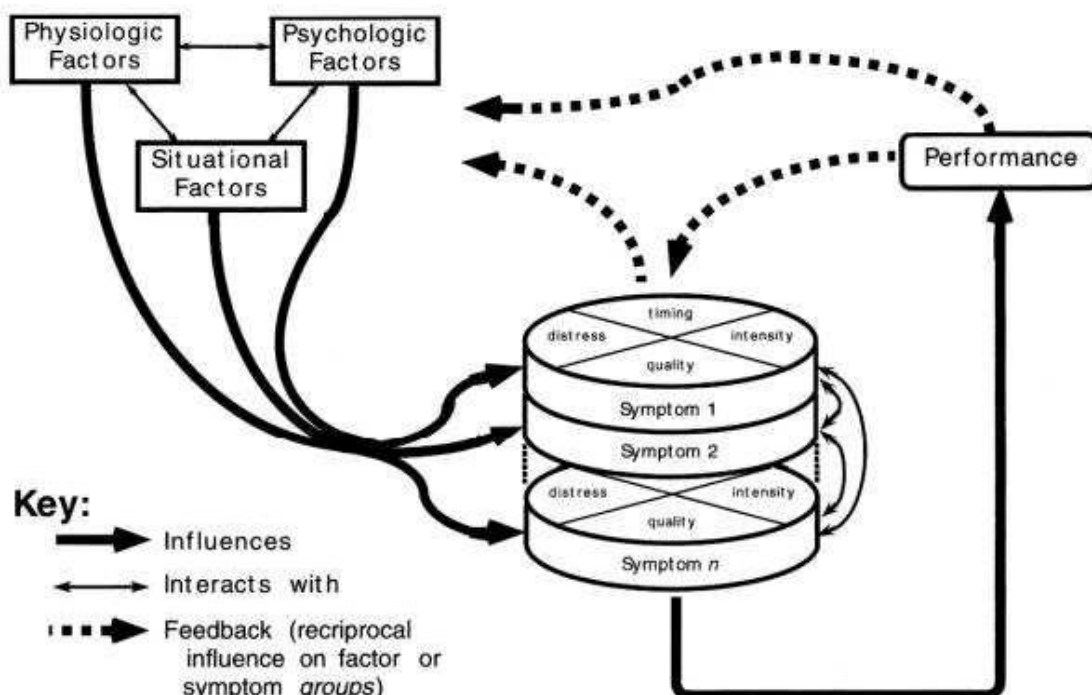 Physiologic
Factors
Psychologic
Factors
Situational
Factors
Performance
timing
distress
intensity
quality
Symptom 1
Symptom 2
distress
intensity
quality
Symptom n
Key:
Influences
Interacts with
Feedback (recriprocal
influence on factor or
symptom groups)